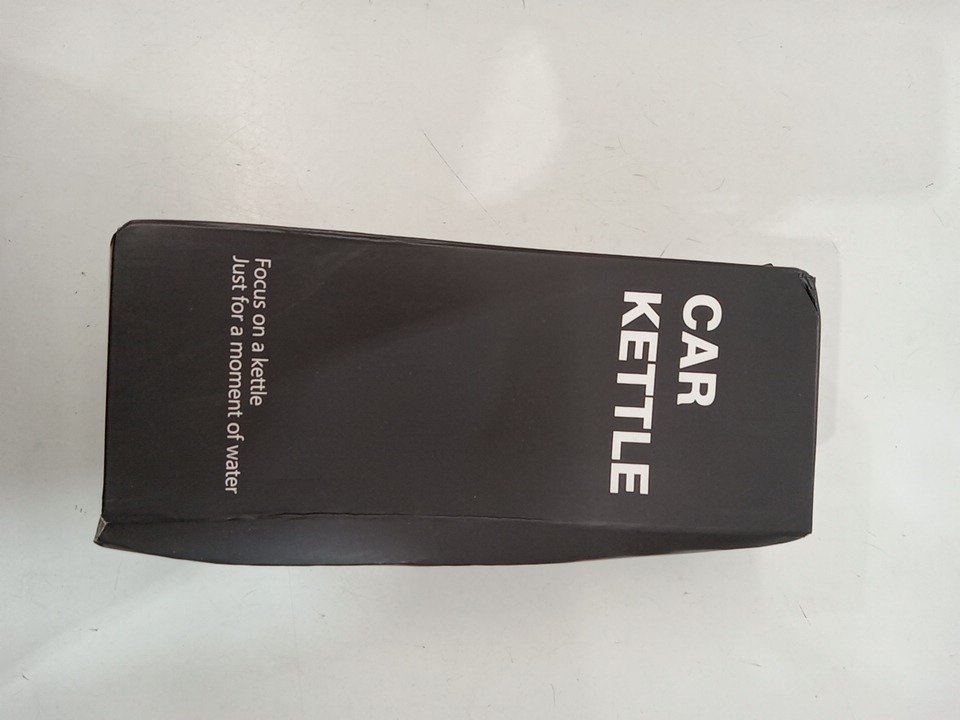 CAR
KETTLE
Focus on a kettle
Just for a moment of water